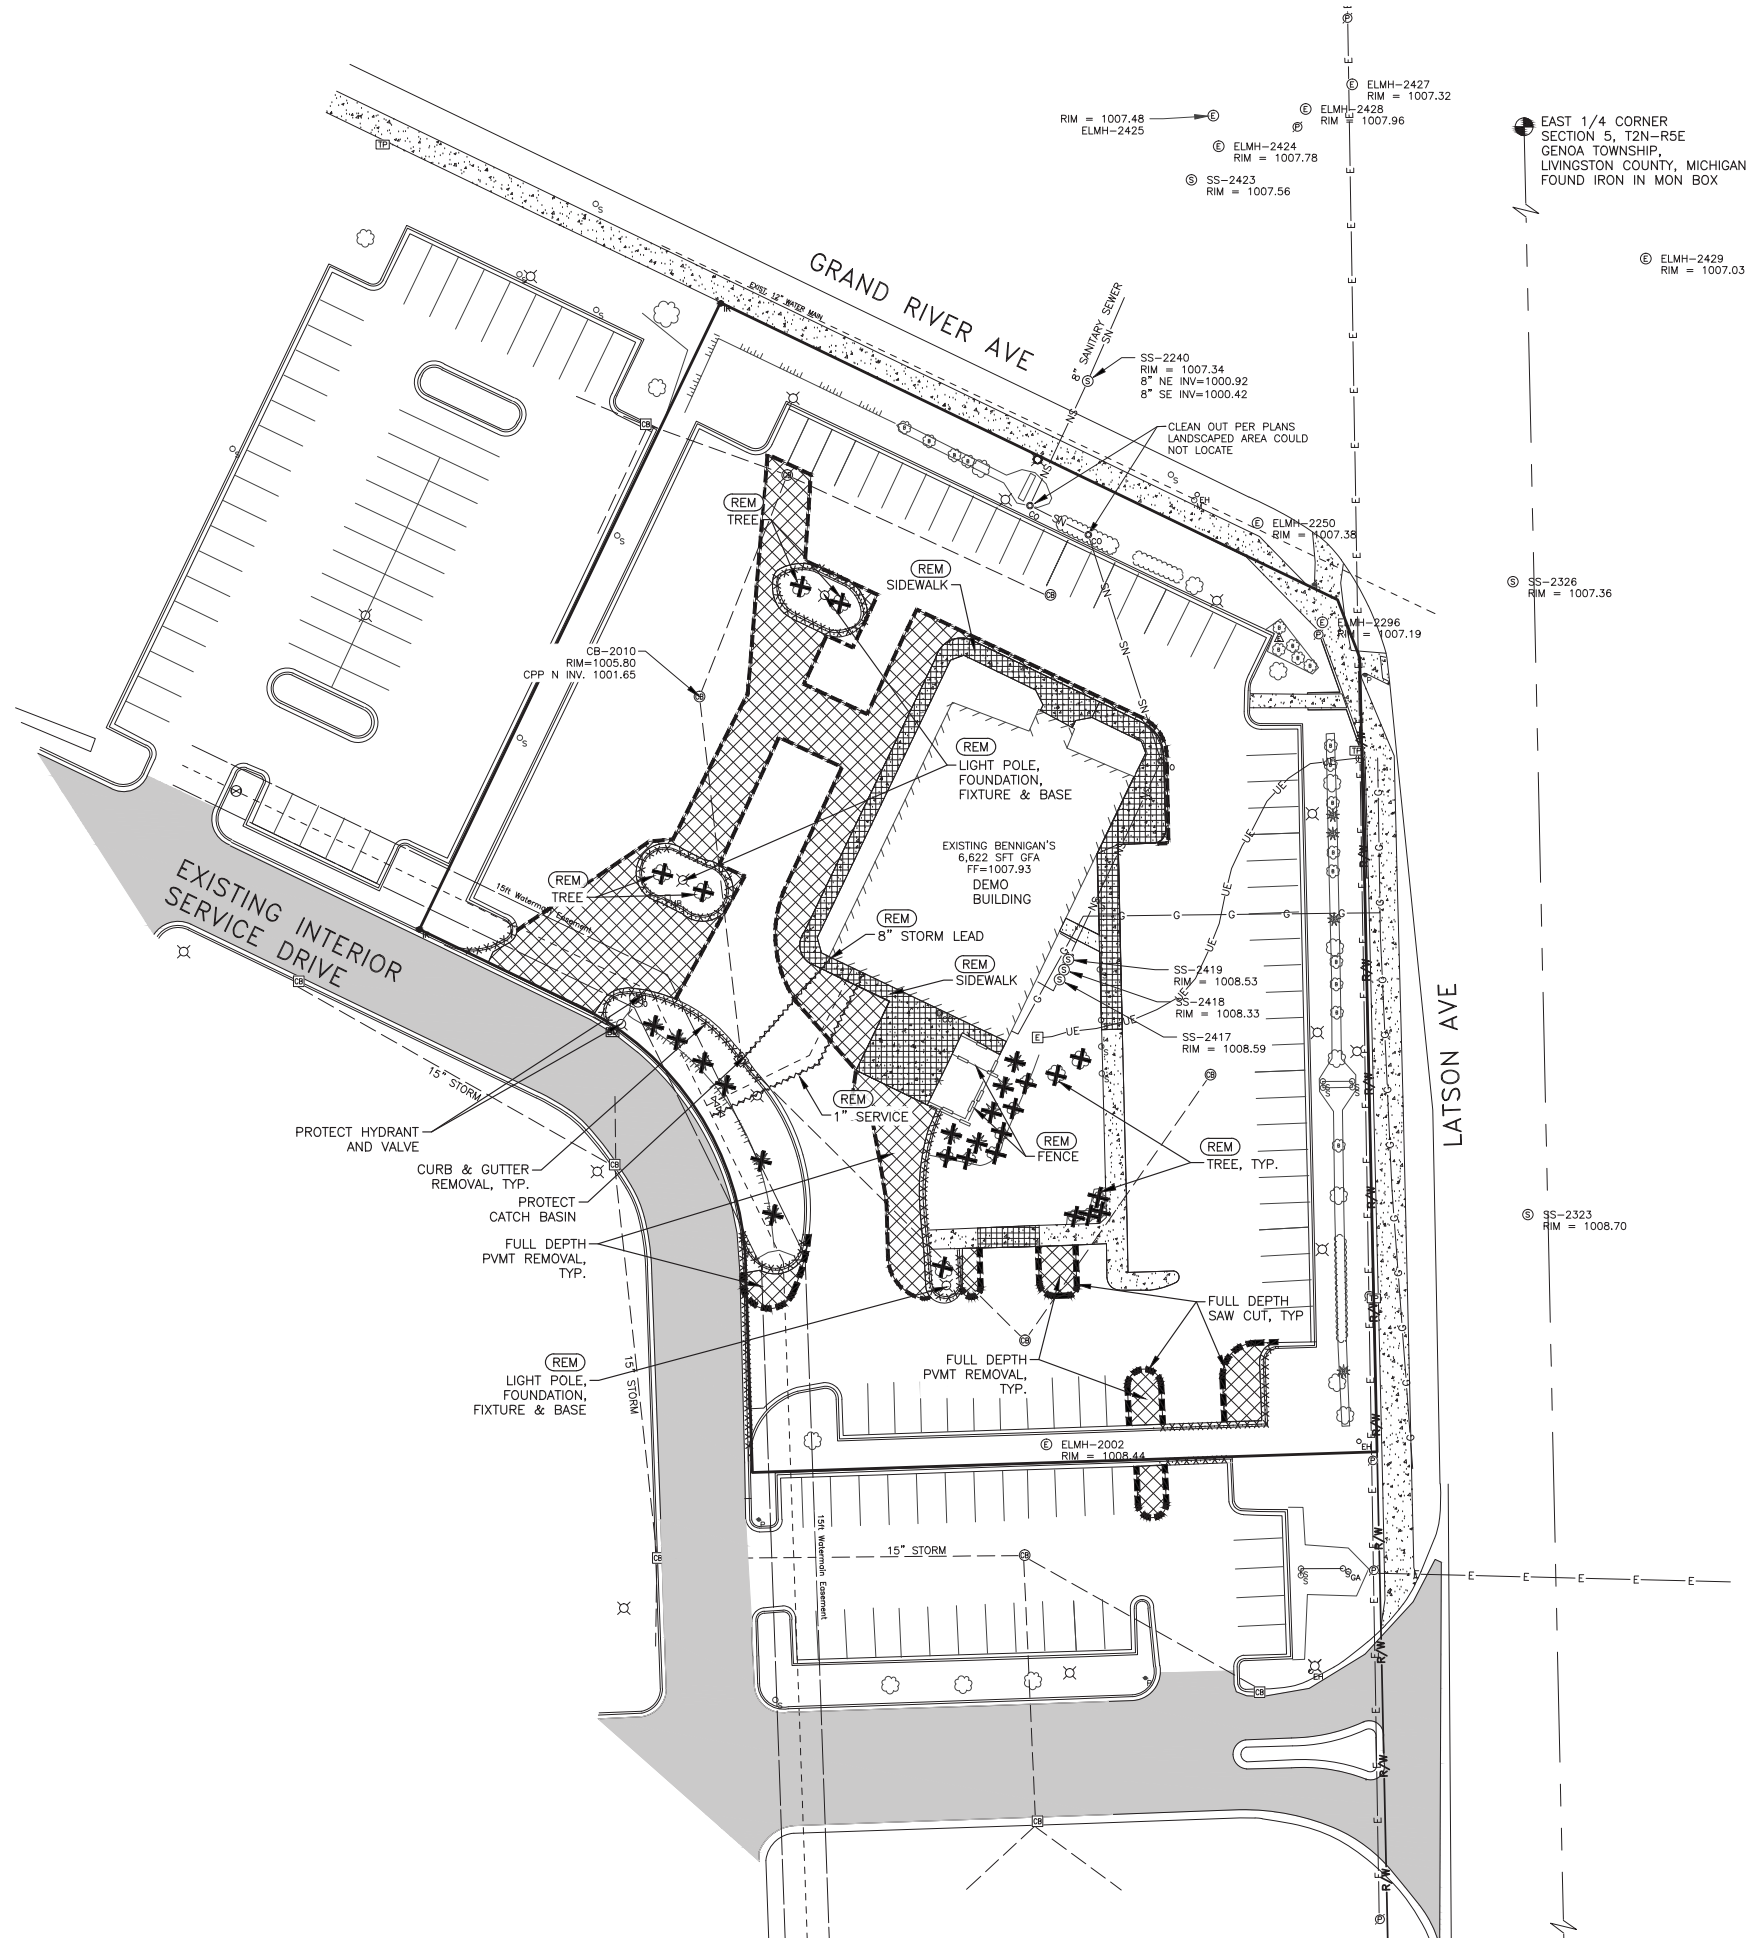 ELMH-2427
RIM = 1007.32
ELMH-2428
RIM = 1007.96
RIM = 1007.48
ELMH-2425
ELMH-2424
RIM = 1007.78
SS-2423
RIM = 1007.56
EAST 1/4 CORNER
SECTION 5, T2N-R5E
GENOA TOWNSHIP,
LIVINGSTON COUNTY, MICHIGAN
FOUND IRON IN MON BOX
ELMH-2429
RIM = 1007.03
GRAND RIVER AVE
EXIST. 12" WATER MAIN
8" SANITARY SEWER
SN
SS-2240
RIM = 1007.34
8" NE INV=1000.92
8" SE INV=1000.42
CLEAN OUT PER PLANS
LANDSCAPED AREA COULD
NOT LOCATE
REM
TREE
ELMH-2250
RIM = 1007.38
REM
SIDEWALK
SS-2326
RIM = 1007.36
ELMH-2296
RIM = 1007.19
CB-2010
RIM=1005.80
CPP N INV. 1001.65
REM
LIGHT POLE,
FOUNDATION,
FIXTURE & BASE
EXISTING BENNIGAN'S
6,622 SFT GFA
FF=1007.93
DEMO
BUILDING
REM
TREE
15ft Watermain Easement
EXISTING INTERIOR
SERVICE DRIVE
REM
8" STORM LEAD
REM
SIDEWALK
SS-2419
RIM = 1008.53
SS-2418
RIM = 1008.33
SS-2417
RIM = 1008.59
LATSON AVE
15" STORM
REM
1" SERVICE
PROTECT HYDRANT
AND VALVE
REM
FENCE
REM
TREE, TYP.
CURB & GUTTER
REMOVAL, TYP.
PROTECT
CATCH BASIN
SS-2323
RIM = 1008.70
FULL DEPTH
PVMT REMOVAL,
TYP.
FULL DEPTH
SAW CUT, TYP
REM
LIGHT POLE,
FOUNDATION,
FIXTURE & BASE
FULL DEPTH
PVMT REMOVAL,
TYP.
15" STORM
ELMH-2002
RIM = 1008.44
15ft Watermain Easement
15" STORM
R/W